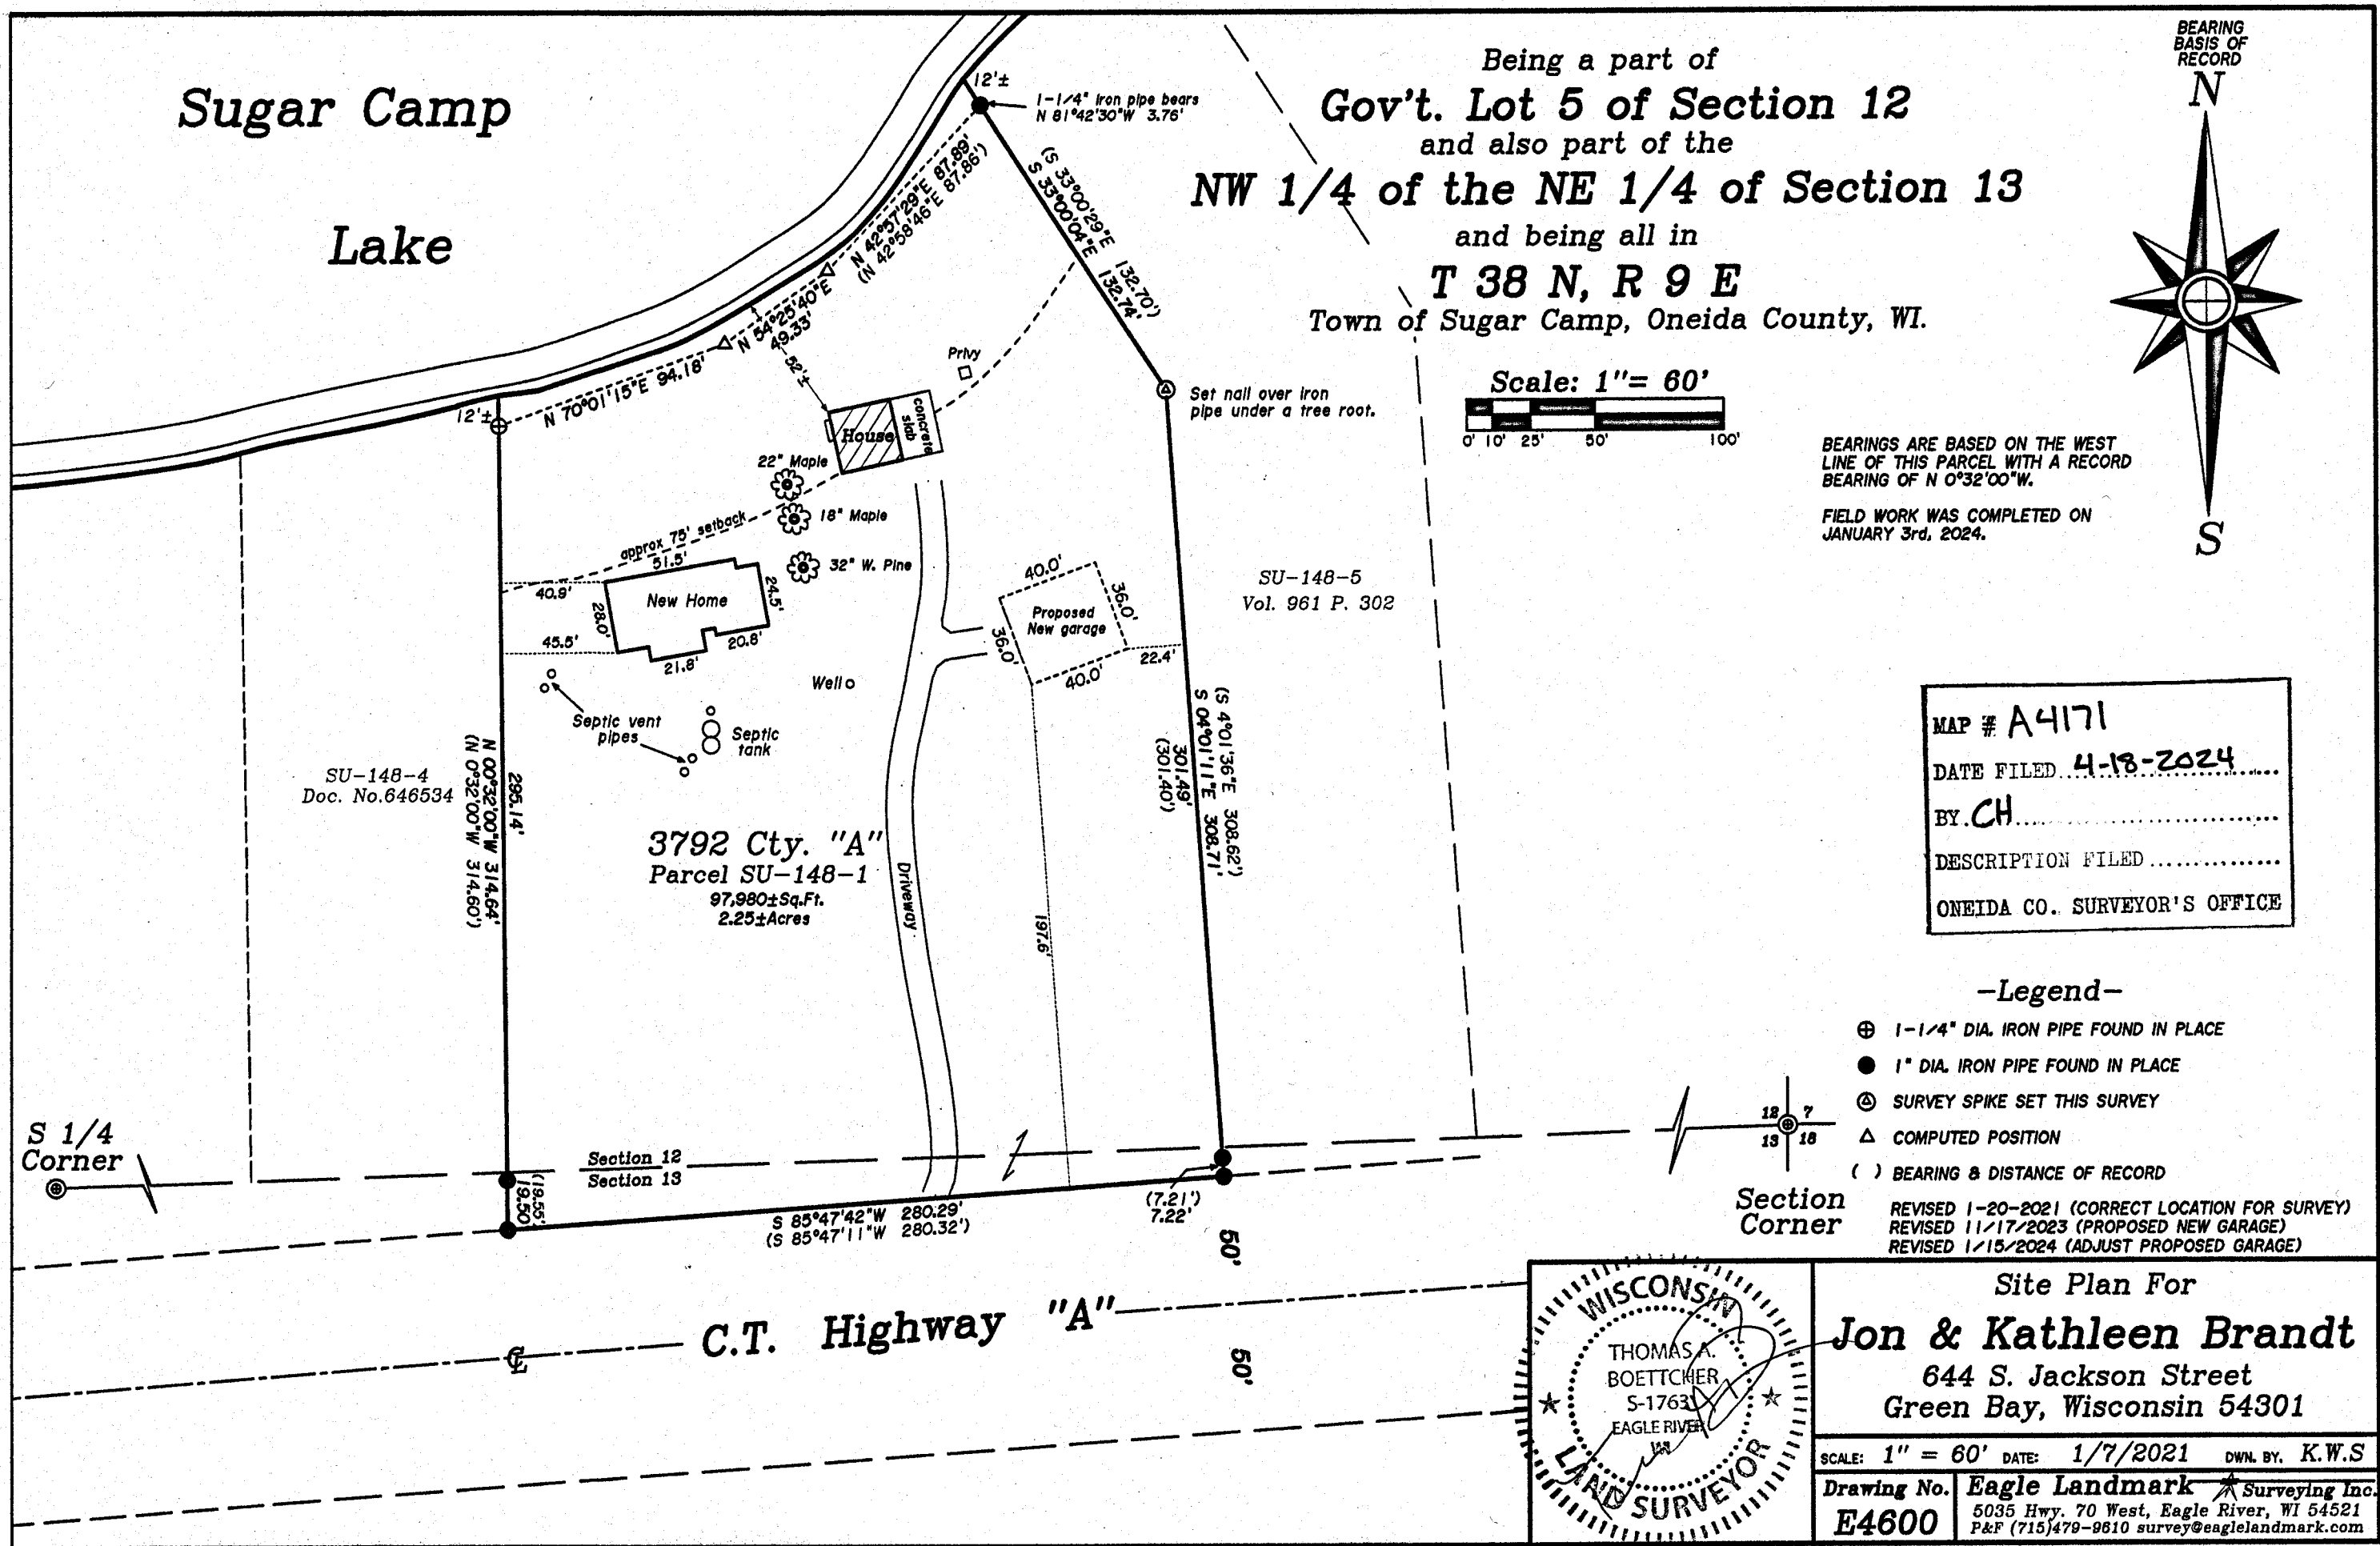 Sugar Camp
Lake
Being a part of
Gov't. Lot 5 of Section 12
and also part of the
NW 1/4 of the NE 1/4 of Section 13
and being all in
T 38 N, R 9 E
Town of Sugar Camp, Oneida County, WI.
Scale: 1"= 60'
0' 10' 25' 50' 100'
BEARING
BASIS OF
RECORD
N
S
BEARINGS ARE BASED ON THE WEST
LINE OF THIS PARCEL WITH A RECORD
BEARING OF N 0°32'00"W.
FIELD WORK WAS COMPLETED ON
JANUARY 3rd, 2024.
12'±
1-1/4" iron pipe bears
N 81°42'30"W 3.76'
(S 33°00'29"E 132.70')
S 33°00'04"E 132.74'
N 42°57'29"E 87.89'
(N 42°58'46"E 87.86')
N 54°25'40"E
49.33'
N 70°01'15"E 94.18'
12'±
52'±
Privy
House
concrete
slab
Set nail over iron
pipe under a tree root.
22" Maple
18" Maple
32" W. Pine
approx 75' setback
51.5'
40.9'
28.0'
New Home
24.5'
45.5'
21.8'
20.8'
40.0'
36.0'
Proposed
New garage
36.0'
40.0'
22.4'
SU-148-5
Vol. 961 P. 302
Well
Septic vent
pipes
Septic
tank
SU-148-4
Doc. No.646534
295.14'
N 00°32'00"W 314.64'
(N 0°32'00"W 314.60')
3792 Cty. "A"
Parcel SU-148-1
97,980±Sq.Ft.
2.25±Acres
Driveway
197.6'
(S 4°01'36"E 308.62')
S 04°01'11"E 308.71'
301.49'
(301.40')
MAP # A4171
DATE FILED 4-18-2024
BY. CH
DESCRIPTION FILED
ONEIDA CO. SURVEYOR'S OFFICE
-Legend-
1-1/4" DIA. IRON PIPE FOUND IN PLACE
1" DIA. IRON PIPE FOUND IN PLACE
SURVEY SPIKE SET THIS SURVEY
COMPUTED POSITION
( ) BEARING & DISTANCE OF RECORD
S 1/4
Corner
Section 12
Section 13
(19.55')
19.50'
S 85°47'42"W 280.29'
(S 85°47'11"W 280.32')
(7.21')
7.22'
12 7
13 18
Section
Corner
REVISED 1-20-2021 (CORRECT LOCATION FOR SURVEY)
REVISED 11/17/2023 (PROPOSED NEW GARAGE)
REVISED 1/15/2024 (ADJUST PROPOSED GARAGE)
50'
50'
C.T. Highway "A"
WISCONSIN
THOMAS A.
BOETTCHER
S-1763
EAGLE RIVER
WI
LAND SURVEYOR
Site Plan For
Jon & Kathleen Brandt
644 S. Jackson Street
Green Bay, Wisconsin 54301
SCALE: 1" = 60' DATE: 1/7/2021 DWN. BY. K.W.S
Drawing No.
E4600
Eagle Landmark Surveying Inc.
5035 Hwy. 70 West, Eagle River, WI 54521
P&F (715)479-9610 survey@eaglelandmark.com